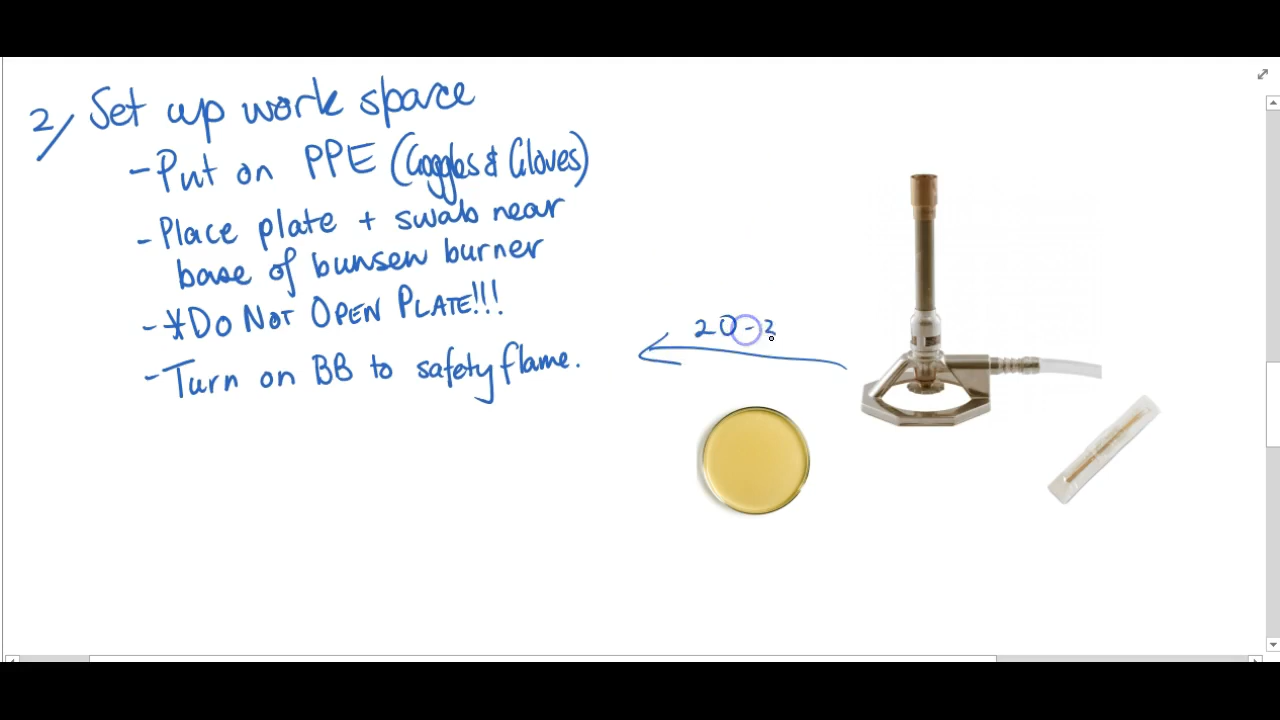 2/ Set up work space
- Put on PPE (Goggles & Gloves)
- Place plate + swab near
base of bunsen burner
- *DO NOT OPEN PLATE!!!
- Turn on BB to safety flame.
20-2